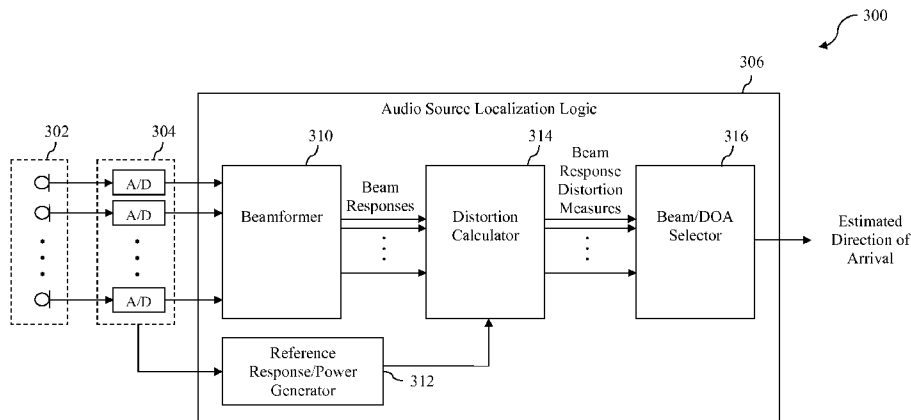 300
306
Audio Source Localization Logic
302
304
310
314
316
A/D
A/D
A/D
Beamformer
Beam
Responses
Distortion
Calculator
Beam
Response
Distortion
Measures
Beam/DOA
Selector
Estimated
Direction of
Arrival
Reference
Response/Power
Generator
312